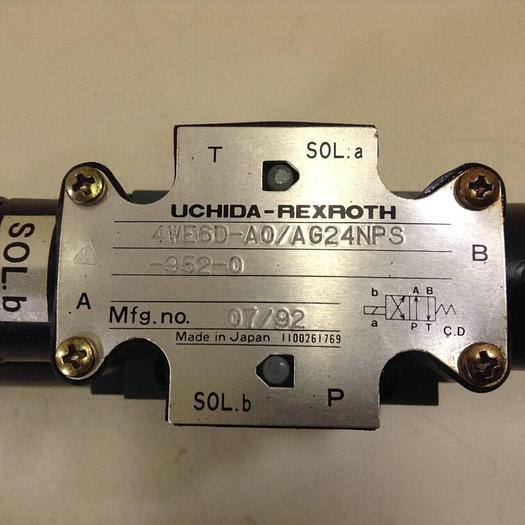 T SOL.a
UCHIDA-REXROTH
4WE6D-A0/AG24NPS
-952-0
B
SOL.b
A
Mfg.no. 07/92
b A B
a P T C.D
Made in Japan 1100261769
SOL.b P